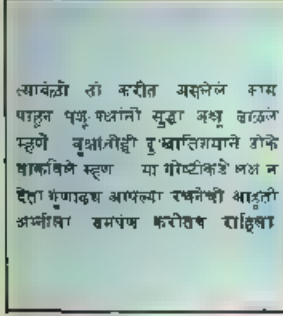 त्यावेळी तो करीत असलेलं काम
पाहून पशू पक्षांनी सुद्धा अश्रू ढाळले
म्हणे वृक्षांनीही दु:खातिशयाने डोके
वाकविले म्हणे या गोष्टीकडे लक्ष न
देता गुणाढ्य आपल्या रचनेची आहूती
अग्नीला समर्पण करीतच राहिला